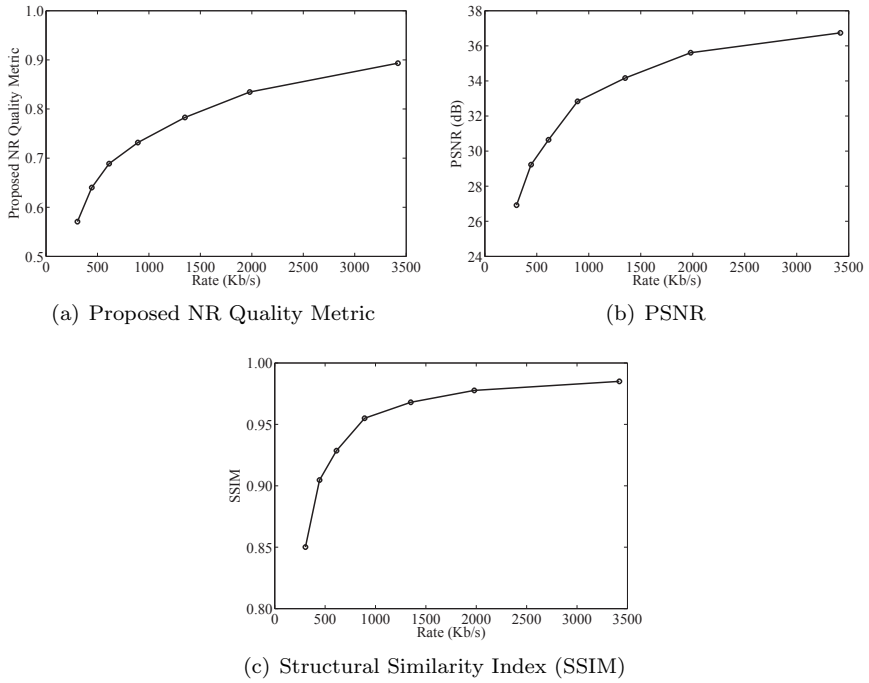 1.0
0.9
0.8
0.7
0.6
0.5
Proposed NR Quality Metric
0 500 1000 1500 2000 2500 3000 3500
Rate (Kb/s)
(a) Proposed NR Quality Metric
38
36
34
32
30
28
26
24
PSNR (dB)
0 500 1000 1500 2000 2500 3000 3500
Rate (Kb/s)
(b) PSNR
1.00
0.95
0.90
0.85
0.80
SSIM
0 500 1000 1500 2000 2500 3000 3500
Rate (Kb/s)
(c) Structural Similarity Index (SSIM)